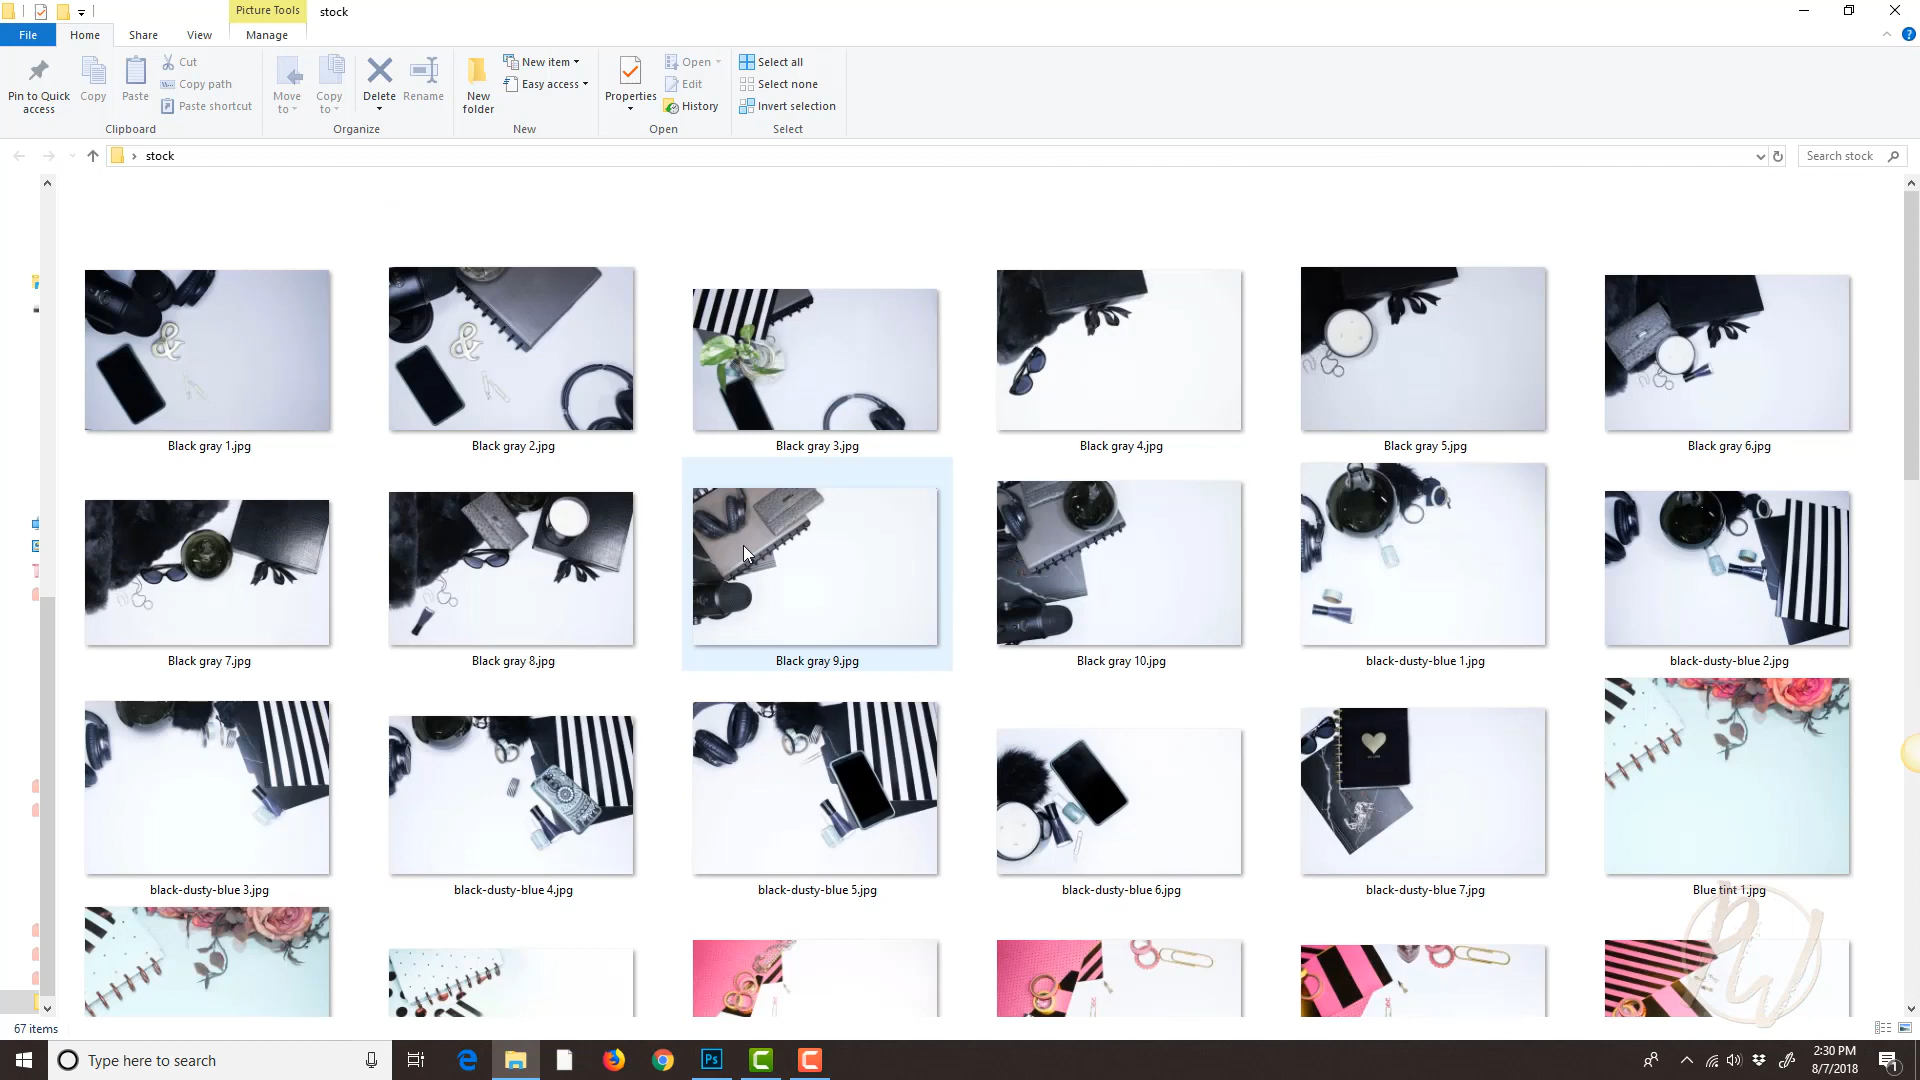 Picture Tools
stock
File
Home
Share
View
Manage
Pin to Quick access
Copy
Paste
Cut
Copy path
Paste shortcut
Clipboard
Move to
Copy to
Delete
Rename
Organize
New folder
New item
Easy access
New
Properties
Open
Edit
History
Open
Select all
Select none
Invert selection
Select
stock
Search stock
Black gray 1.jpg
Black gray 2.jpg
Black gray 3.jpg
Black gray 4.jpg
Black gray 5.jpg
Black gray 6.jpg
Black gray 7.jpg
Black gray 8.jpg
Black gray 9.jpg
Black gray 10.jpg
black-dusty-blue 1.jpg
black-dusty-blue 2.jpg
black-dusty-blue 3.jpg
black-dusty-blue 4.jpg
black-dusty-blue 5.jpg
black-dusty-blue 6.jpg
black-dusty-blue 7.jpg
Blue tint 1.jpg
67 items
Type here to search
Ps
2:30 PM
8/7/2018
1